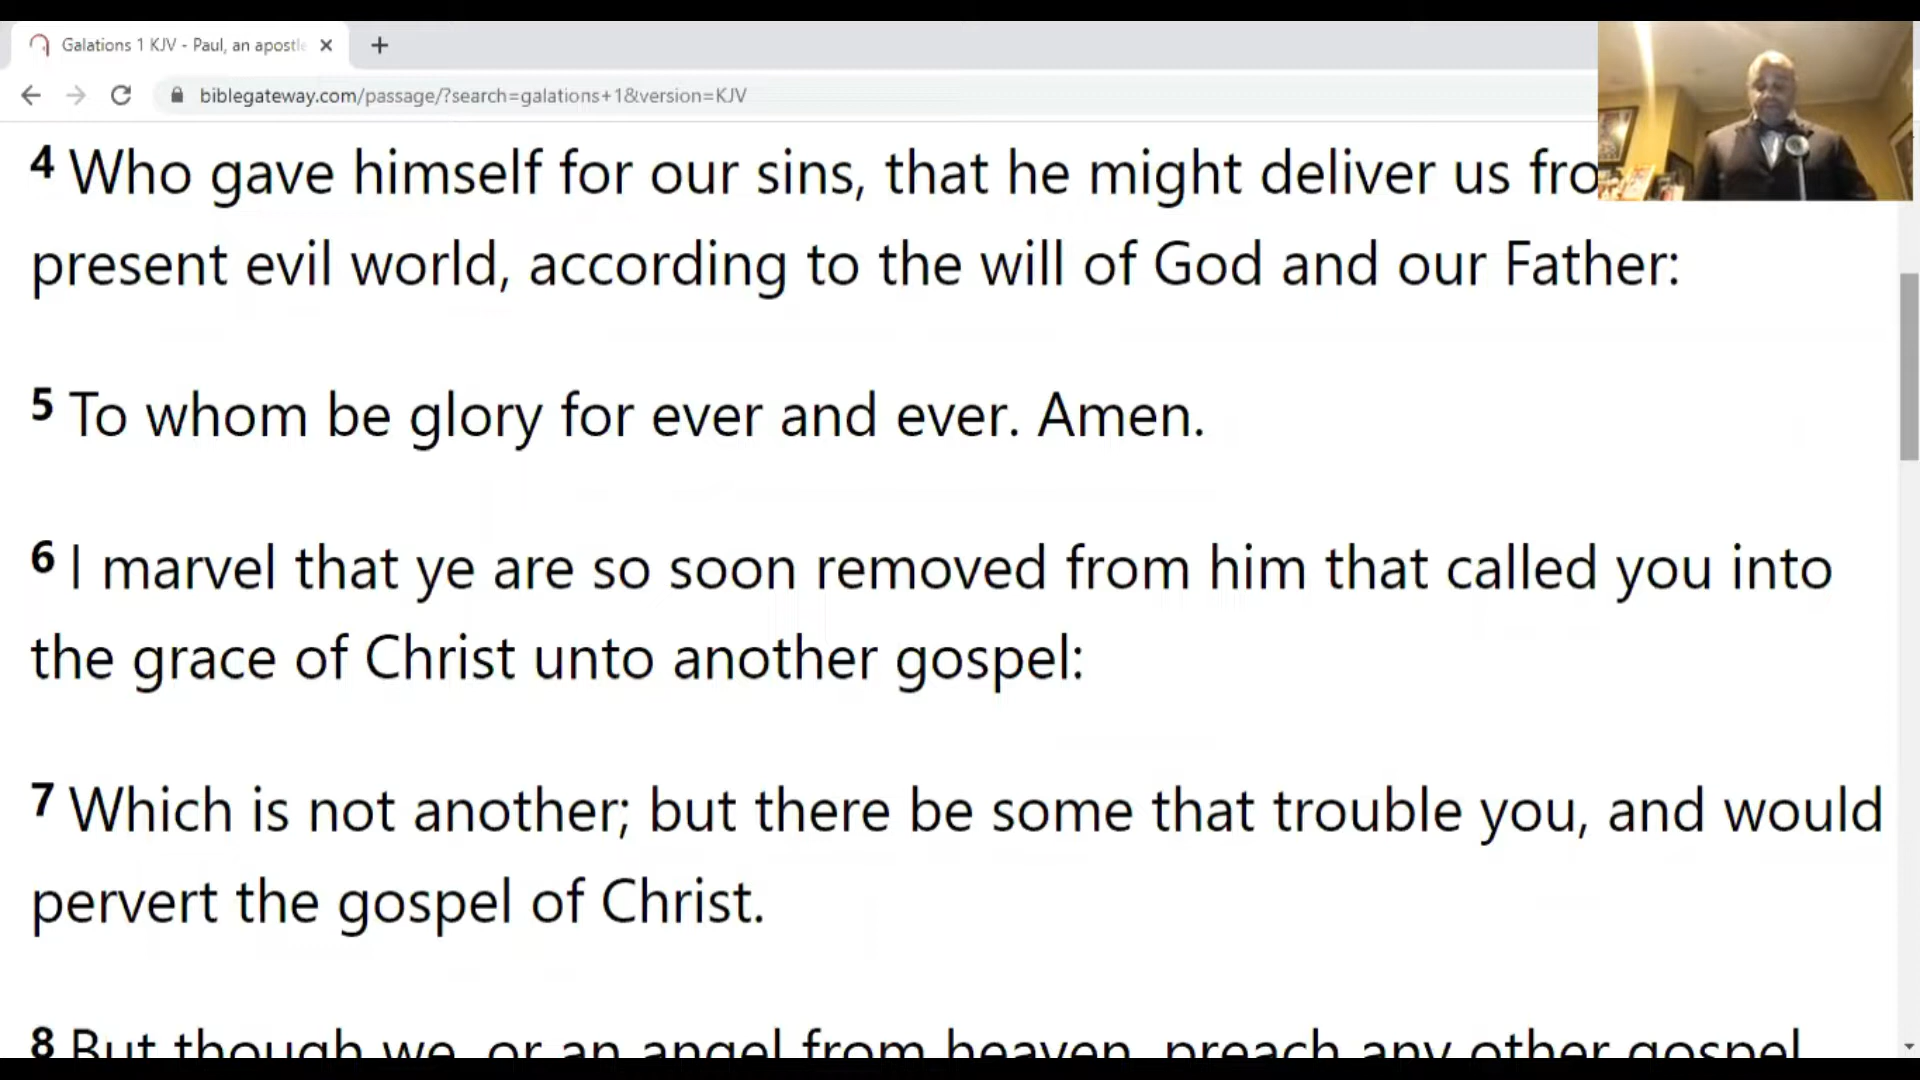 Galations 1 KJV - Paul, an apostle
biblegateway.com/passage/?search=galations+1&version=KJV
4 Who gave himself for our sins, that he might deliver us fro
present evil world, according to the will of God and our Father:
5 To whom be glory for ever and ever. Amen.
6 I marvel that ye are so soon removed from him that called you into
the grace of Christ unto another gospel:
7 Which is not another; but there be some that trouble you, and would
pervert the gospel of Christ.
8 But though we, or an angel from heaven, preach any other gospel